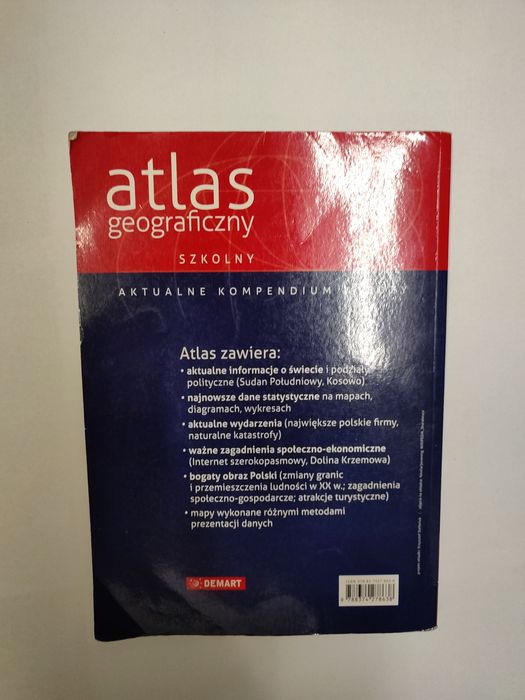 atlas
geograficzny
SZKOLNY
AKTUALNE KOMPENDIUM
Atlas zawiera:
• aktualne informacje o świecie i podziały
polityczne (Sudan Południowy, Kosowo)
• najnowsze dane statystyczne na mapach,
diagramach, wykresach
• aktualne wydarzenia (największe polskie firmy,
naturalne katastrofy)
• ważne zagadnienia społeczno-ekonomiczne
(Internet szerokopasmowy, Dolina Krzemowa)
• bogaty obraz Polski (zmiany granic
i przemieszczenia ludności w XX w.; zagadnienia
społeczno-gospodarcze; atrakcje turystyczne)
• mapy wykonane różnymi metodami
prezentacji danych
DEMART
9 788374 278638